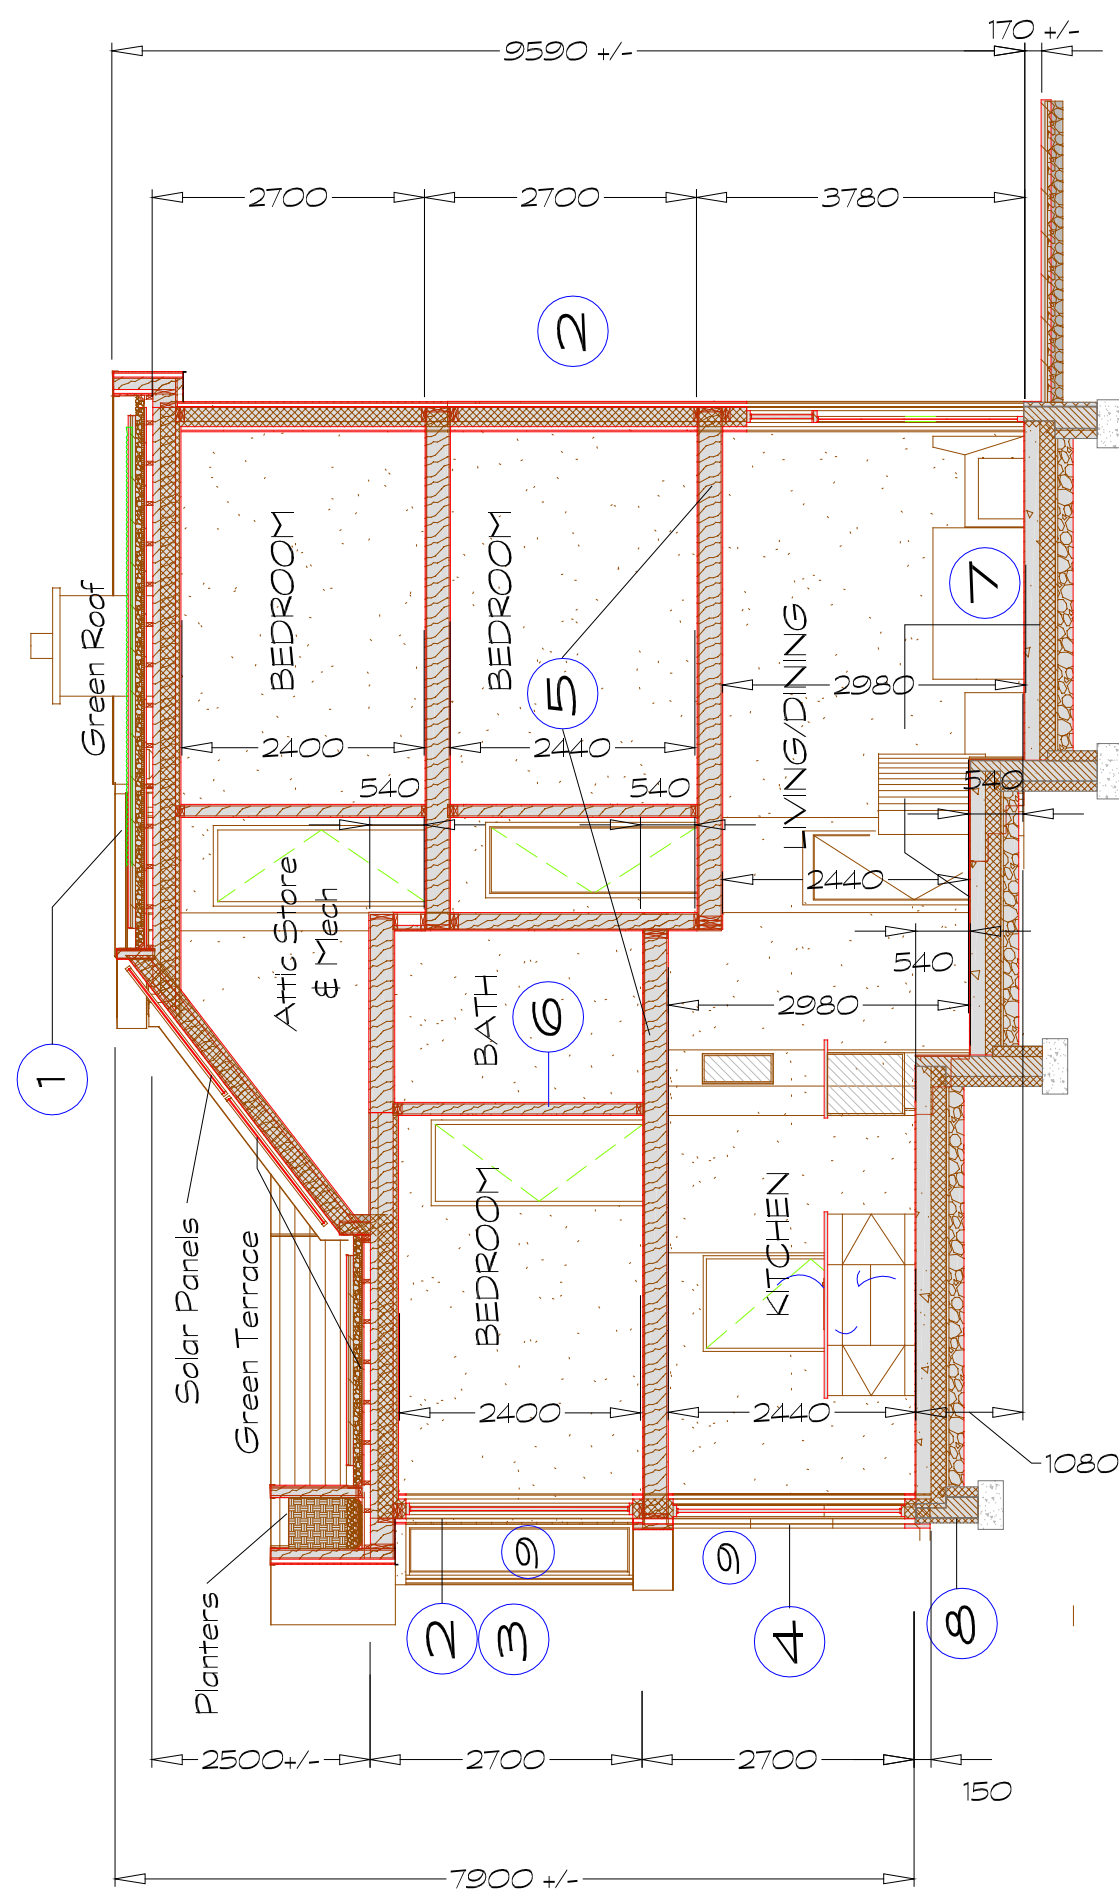 170 +/-
9590 +/-
2700
2700
3780
2
Green Roof
BEDROOM
BEDROOM
LIVING/DINING
7
5
2980
2400
2440
540
540
540
1
Attic Store
& Mech
2440
BATH
6
540
2980
Solar Panels
Green Terrace
BEDROOM
KITCHEN
2400
2440
1080
Planters
9
9
2
3
4
8
2500+/-
2700
2700
150
7900 +/-